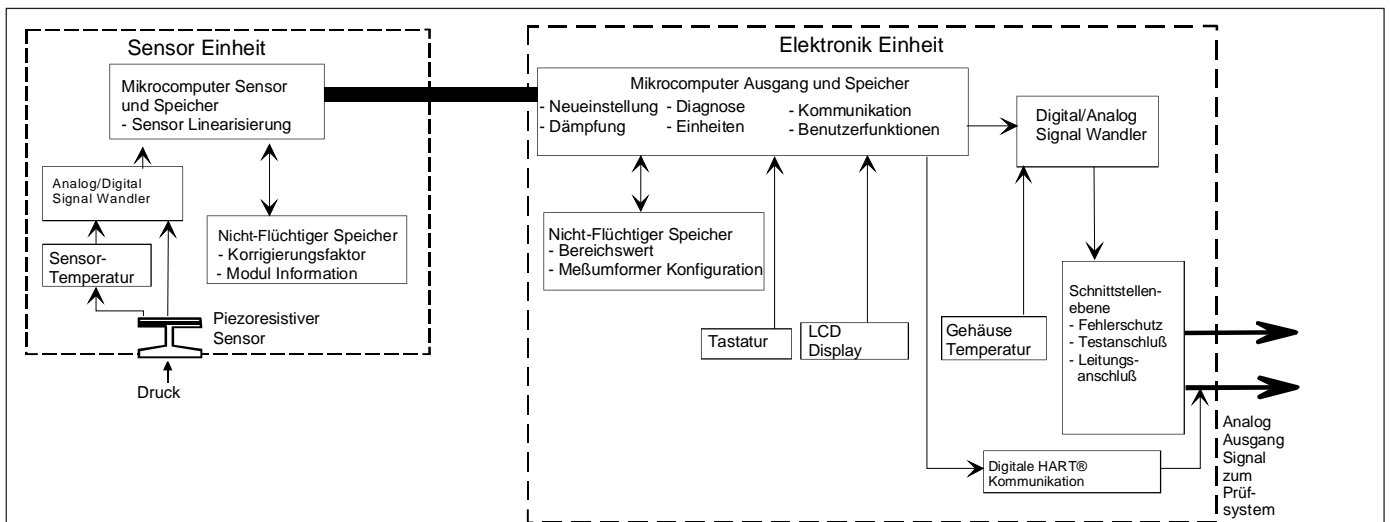 Sensor Einheit
Mikrocomputer Sensor
und Speicher
- Sensor Linearisierung
Analog/Digital
Signal Wandler
Sensor-
Temperatur
Nicht-Flüchtiger Speicher
- Korrigierungsfaktor
- Modul Information
Piezoresistiver
Sensor
Druck
Elektronik Einheit
Mikrocomputer Ausgang und Speicher
- Neueinstellung - Diagnose - Kommunikation
- Dämpfung - Einheiten - Benutzerfunktionen
Digital/Analog
Signal Wandler
Nicht-Flüchtiger Speicher
- Bereichswert
- Meßumformer Konfiguration
Tastatur
LCD
Display
Gehäuse
Temperatur
Schnittstellen-
ebene
- Fehlerschutz
- Testanschluß
- Leitungs-
anschluß
Digitale HART®
Kommunikation
Analog
Ausgang
Signal
zum
Prüf-
system